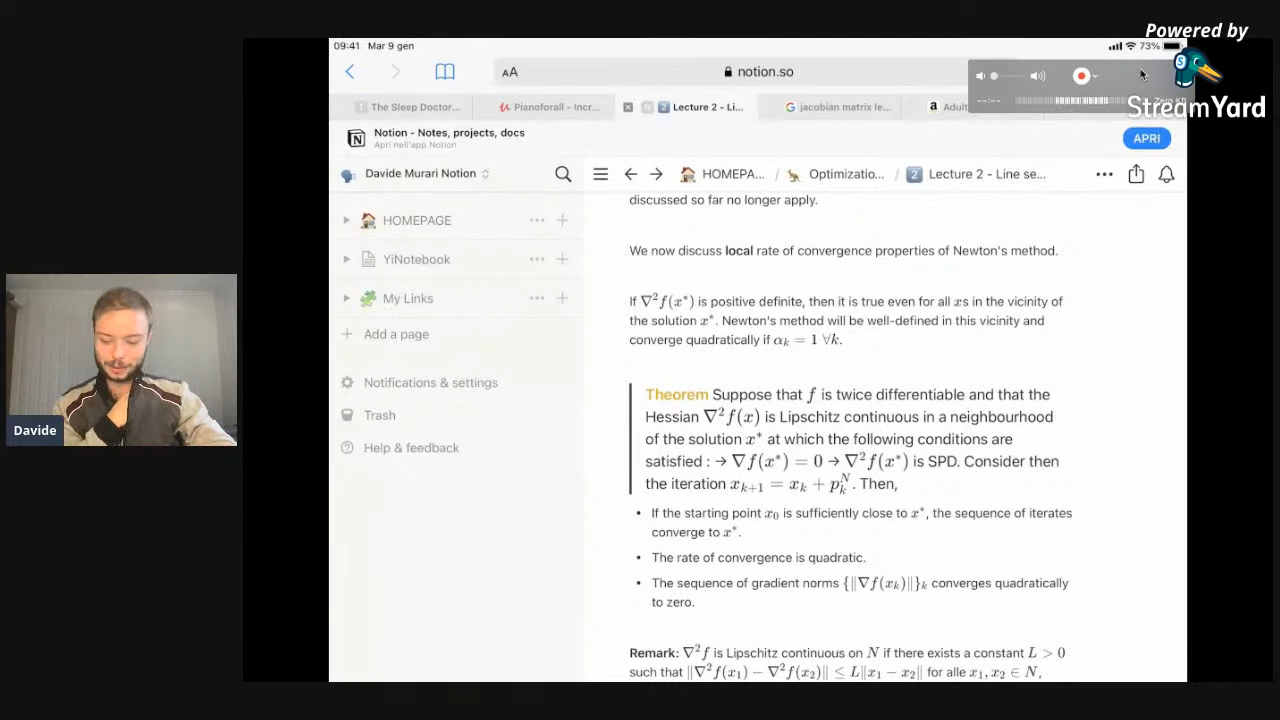 Powered by
StreamYard
09:41 Mar 9 gen
73%
AA
notion.so
The Sleep Doctor...
Pianoforall - Incr...
Lecture 2 - Li...
jacobian matrix le...
Adult
Notion - Notes, projects, docs
Apri nell'app Notion
APRI
Davide Murari Notion
HOMEPA... / Optimizatio... / Lecture 2 - Line se...
HOMEPAGE
YiNotebook
My Links
Add a page
Notifications & settings
Trash
Help & feedback
Davide
discussed so far no longer apply.
We now discuss local rate of convergence properties of Newton's method.
If ∇²f(x*) is positive definite, then it is true even for all xs in the vicinity of
the solution x*. Newton's method will be well-defined in this vicinity and
converge quadratically if αₖ = 1 ∀k.
Theorem Suppose that f is twice differentiable and that the
Hessian ∇²f(x) is Lipschitz continuous in a neighbourhood
of the solution x* at which the following conditions are
satisfied : → ∇f(x*) = 0 → ∇²f(x*) is SPD. Consider then
the iteration xₖ₊₁ = xₖ + pₖᴺ. Then,
• If the starting point x₀ is sufficiently close to x*, the sequence of iterates
converge to x*.
• The rate of convergence is quadratic.
• The sequence of gradient norms {‖∇f(xₖ)‖}ₖ converges quadratically
to zero.
Remark: ∇²f is Lipschitz continuous on N if there exists a constant L > 0
such that ‖∇²f(x₁) − ∇²f(x₂)‖ ≤ L‖x₁ − x₂‖ for alle x₁, x₂ ∈ N,